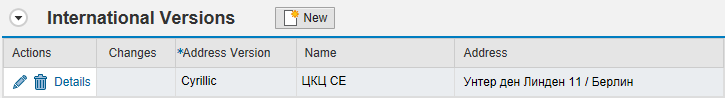 International Versions New
Actions Changes *Address Version Name Address
Details Cyrillic ЦКЦ СЕ Унтер ден Линден 11 / Берлин